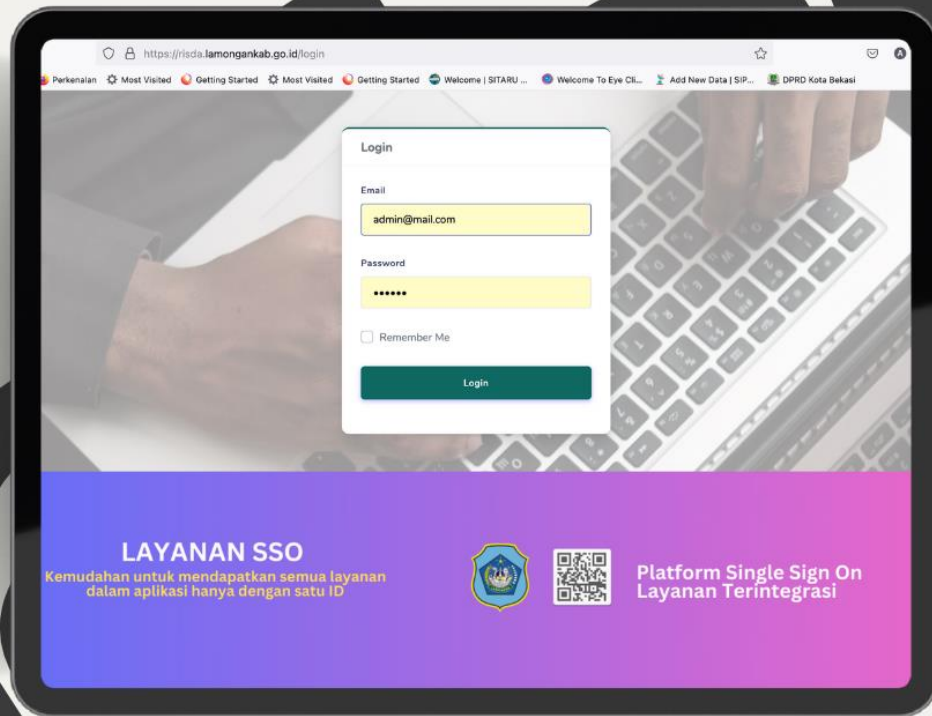 https://risda.lamongankab.go.id/login
Perkenalan Most Visited Getting Started Most Visited Getting Started Welcome | SITARU ... Welcome To Eye Cli... Add New Data | SIP... DPRD Kota Bekasi
Login
Email
admin@mail.com
Password
••••••
Remember Me
Login
LAYANAN SSO
Kemudahan untuk mendapatkan semua layanan
dalam aplikasi hanya dengan satu ID
Platform Single Sign On
Layanan Terintegrasi